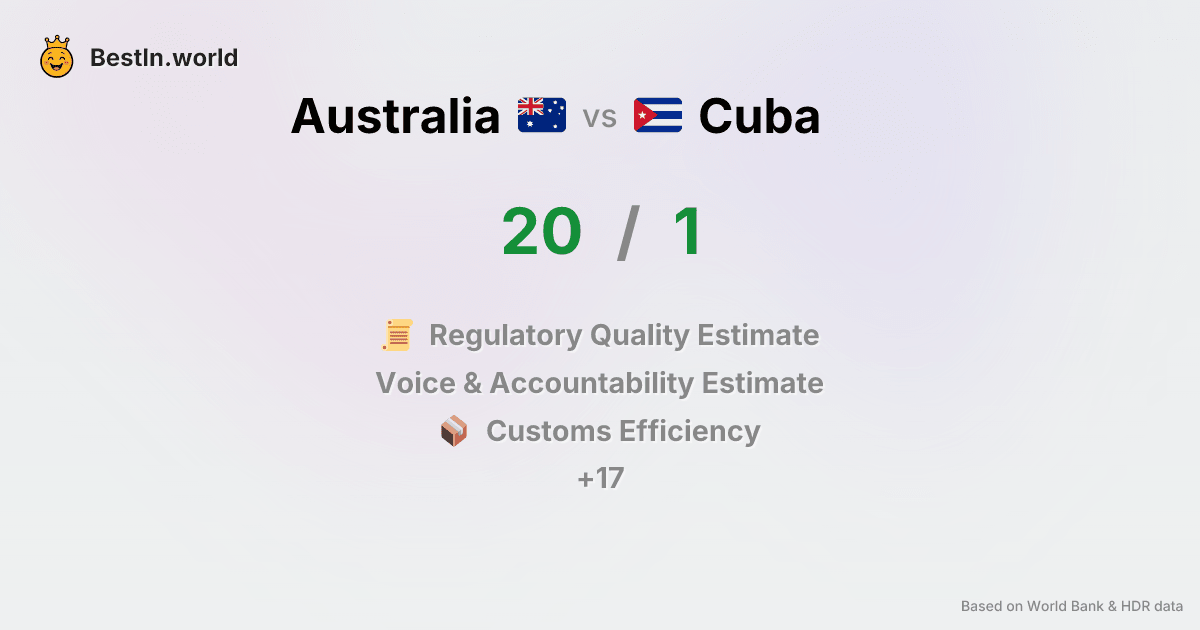 BestIn.world
Australia vs Cuba
20 / 1
Regulatory Quality Estimate
Voice & Accountability Estimate
Customs Efficiency
+17
Based on World Bank & HDR data